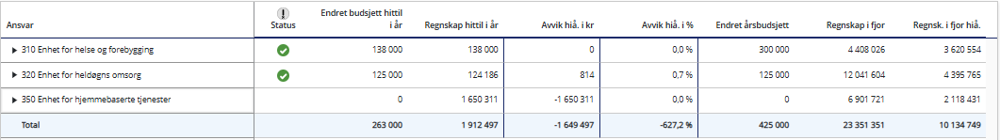 Ansvar Status Endret budsjett hittil i år Regnskap hittil i år Avvik hiå. i kr Avvik hiå. i % Endret årsbudsjett Regnskap i fjor Regnsk. i fjor hiå.
310 Enhet for helse og forebygging 138 000 138 000 0 0,0 % 300 000 4 408 026 3 620 554
320 Enhet for heldøgns omsorg 125 000 124 186 814 0,7 % 125 000 12 041 604 4 395 765
350 Enhet for hjemmebaserte tjenester 0 1 650 311 -1 650 311 0,0 % 0 6 901 721 2 118 431
Total 263 000 1 912 497 -1 649 497 -627,2 % 425 000 23 351 351 10 134 749